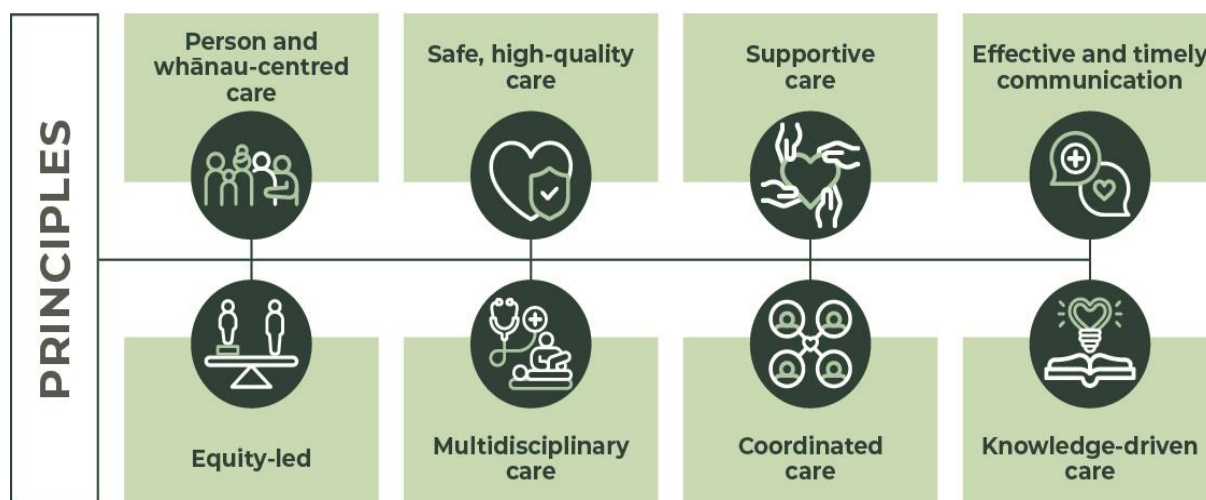 PRINCIPLES
Person and
whānau-centred
care
Safe, high-quality
care
Supportive
care
Effective and timely
communication
Equity-led
Multidisciplinary
care
Coordinated
care
Knowledge-driven
care